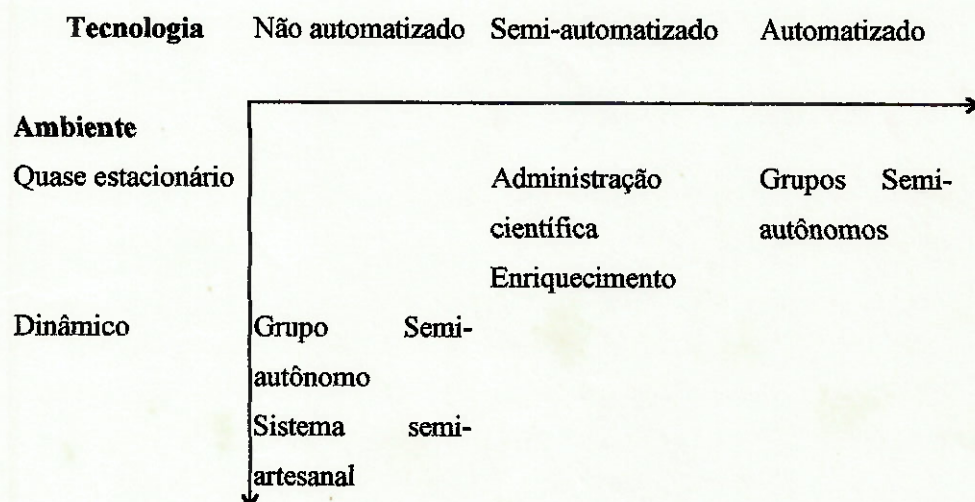 Tecnologia Não automatizado Semi-automatizado Automatizado
Ambiente
Quase estacionário Administração Grupos Semi-
científica autônomos
Enriquecimento
Dinâmico Grupo Semi-
autônomo
Sistema semi-
artesanal